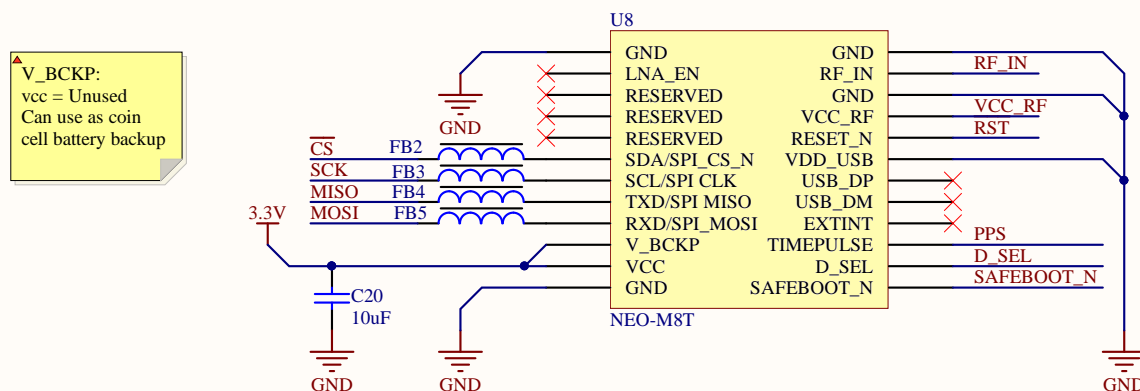 U8
V_BCKP:
vcc = Unused
Can use as coin
cell battery backup
GND GND
LNA_EN RF_IN RF_IN
RESERVED GND
RESERVED VCC_RF VCC_RF
GND RESERVED RESET_N RST
CS FB2 SDA/SPI_CS_N VDD_USB
SCK FB3 SCL/SPI CLK USB_DP
MISO FB4 TXD/SPI MISO USB_DM
MOSI FB5 RXD/SPI_MOSI EXTINT
3.3V V_BCKP TIMEPULSE PPS
VCC D_SEL D_SEL
GND SAFEBOOT_N SAFEBOOT_N
C20
10uF
NEO-M8T
GND GND GND